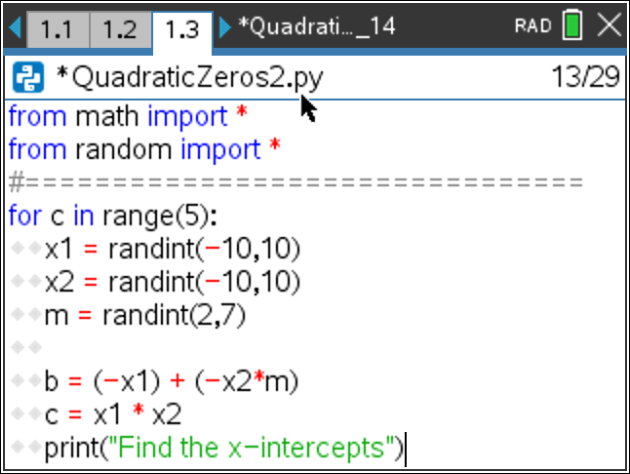 1.1 1.2 1.3 *Quadrati…_14 RAD
*QuadraticZeros2.py 13/29
from math import *
from random import *
#================================
for c in range(5):
x1 = randint(−10,10)
x2 = randint(−10,10)
m = randint(2,7)
b = (−x1) + (−x2*m)
c = x1 * x2
print("Find the x−intercepts")